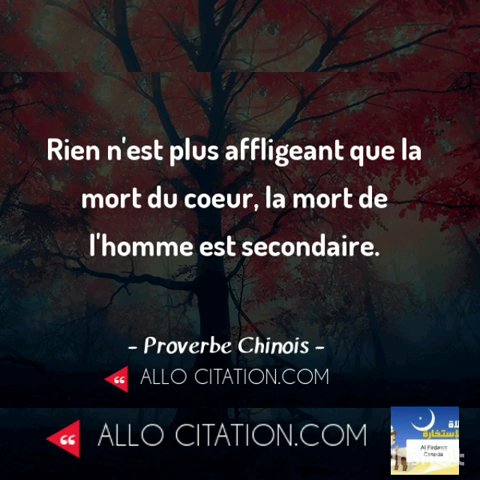 Rien n'est plus affligeant que la
mort du coeur, la mort de
l'homme est secondaire.
- Proverbe Chinois -
ALLO CITATION.COM
ALLO CITATION.COM